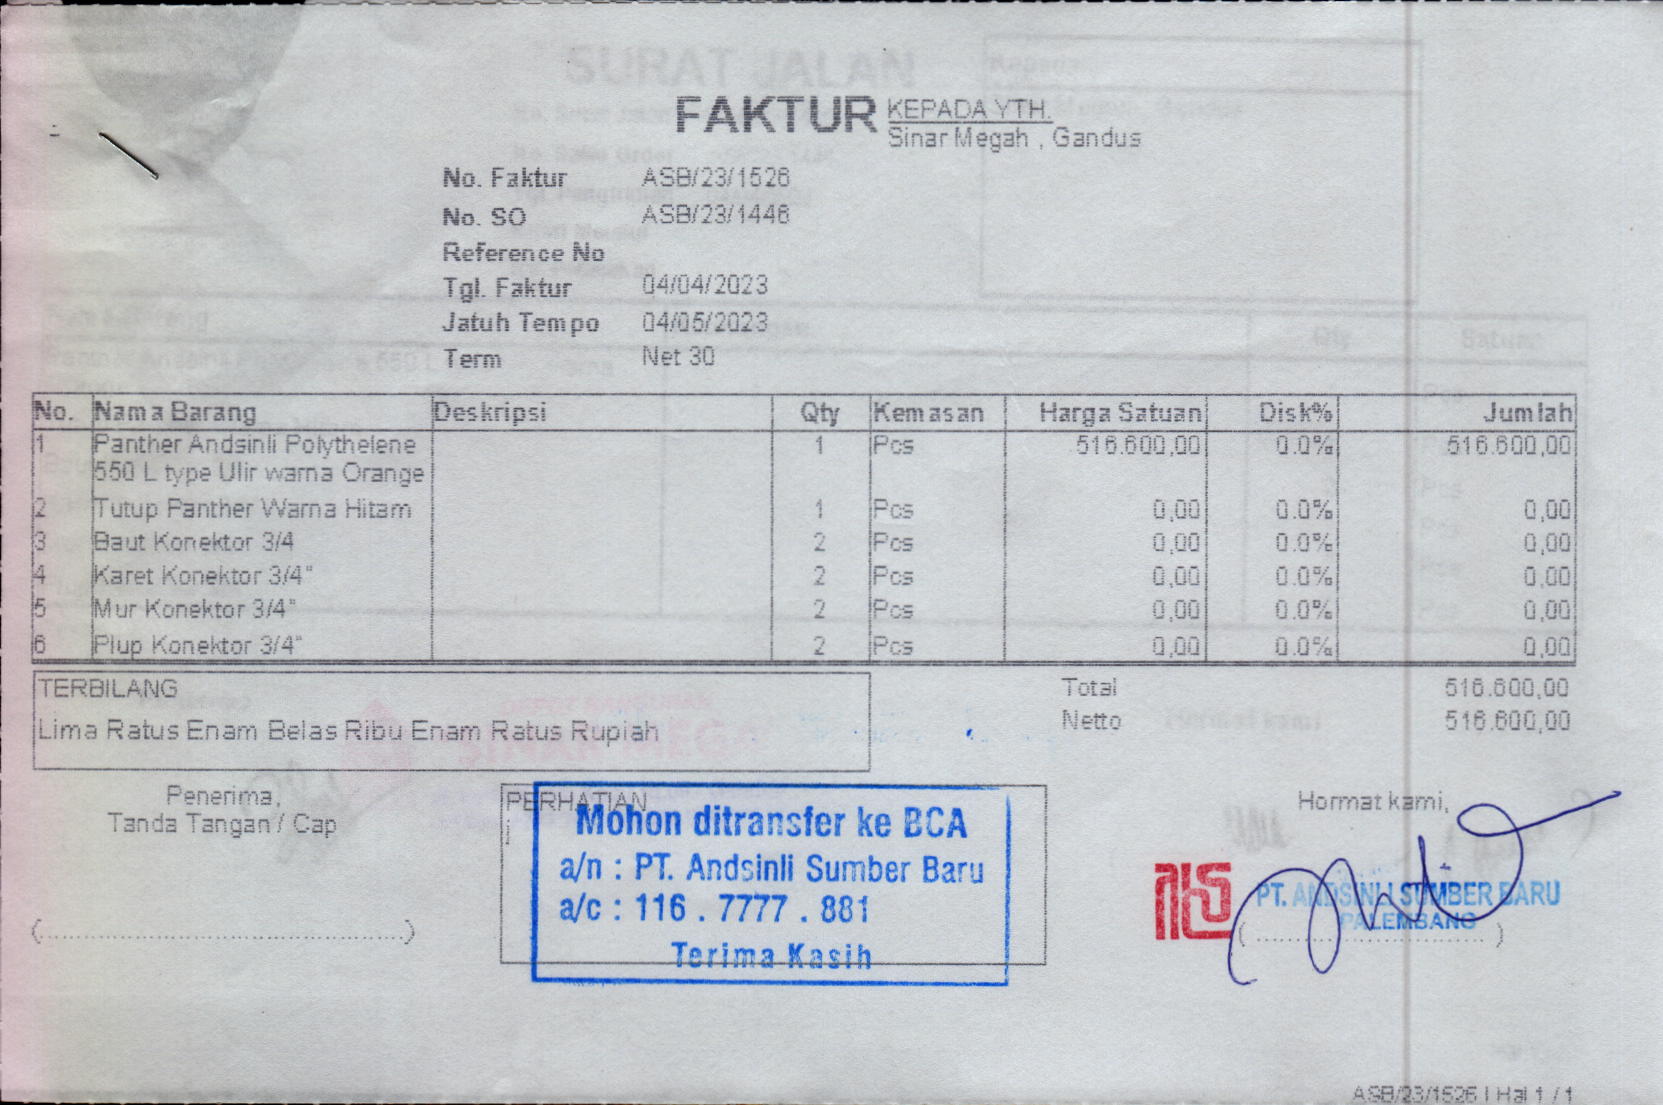 FAKTUR
KEPADA YTH.
Sinar Megah , Gandus
No. Faktur ASB/23/1526
No. SO ASB/23/1446
Reference No
Tgl. Faktur 04/04/2023
Jatuh Tempo 04/05/2023
Term Net 30
No. Nama Barang Deskripsi Qty Kemasan Harga Satuan Disk% Jumlah
1 Panther Andsinli Polythelene 1 Pcs 516.600,00 0.0% 516.600,00
550 L type Ulir warna Orange
2 Tutup Panther Warna Hitam 1 Pcs 0,00 0.0% 0,00
3 Baut Konektor 3/4 2 Pcs 0,00 0.0% 0,00
4 Karet Konektor 3/4" 2 Pcs 0,00 0.0% 0,00
5 Mur Konektor 3/4" 2 Pcs 0,00 0.0% 0,00
6 Plup Konektor 3/4" 2 Pcs 0,00 0.0% 0,00
TERBILANG
Lima Ratus Enam Belas Ribu Enam Ratus Rupiah
Total 516.600,00
Netto 516.600,00
Penerima,
Tanda Tangan / Cap
(........................................)
PERHATIAN
Mohon ditransfer ke BCA
a/n : PT. Andsinli Sumber Baru
a/c : 116 . 7777 . 881
Terima Kasih
Hormat kami,
PT. ANDSINLI SUMBER BARU
PALEMBANG
(..............................)
ASB/23/1526 | Hal 1 / 1